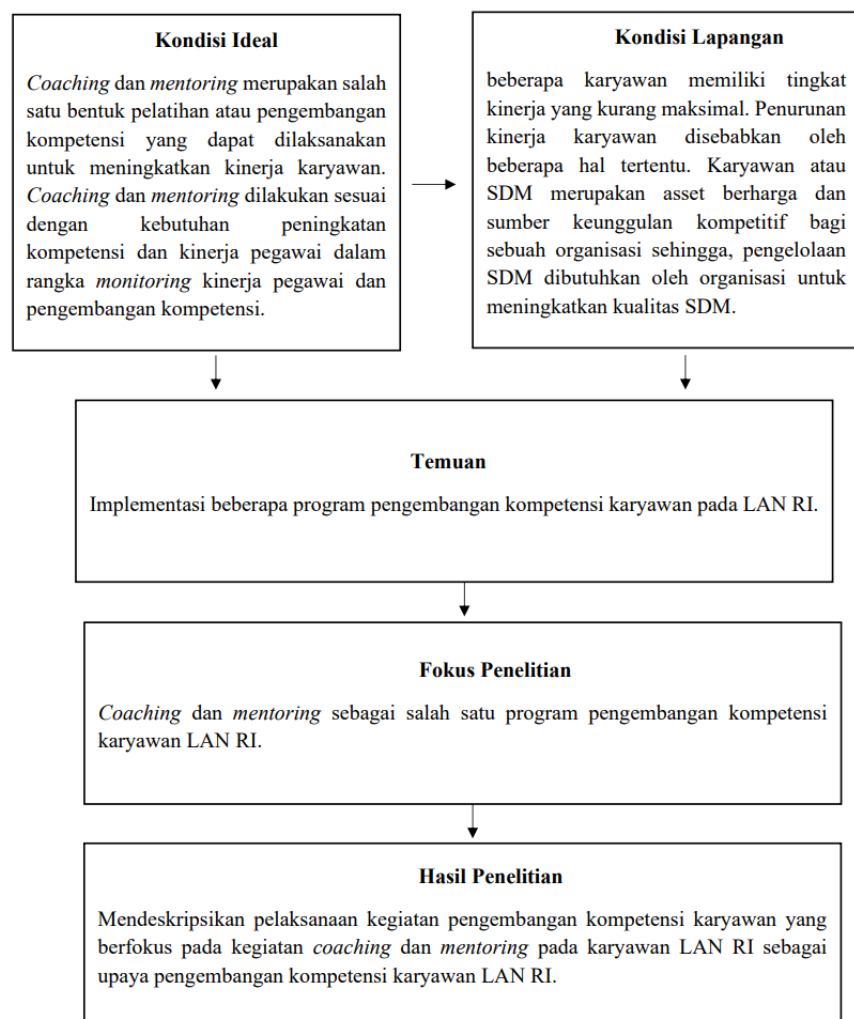 Kondisi Ideal
Coaching dan mentoring merupakan salah
satu bentuk pelatihan atau pengembangan
kompetensi yang dapat dilaksanakan
untuk meningkatkan kinerja karyawan.
Coaching dan mentoring dilakukan sesuai
dengan kebutuhan peningkatan
kompetensi dan kinerja pegawai dalam
rangka monitoring kinerja pegawai dan
pengembangan kompetensi.
Kondisi Lapangan
beberapa karyawan memiliki tingkat
kinerja yang kurang maksimal. Penurunan
kinerja karyawan disebabkan oleh
beberapa hal tertentu. Karyawan atau
SDM merupakan asset berharga dan
sumber keunggulan kompetitif bagi
sebuah organisasi sehingga, pengelolaan
SDM dibutuhkan oleh organisasi untuk
meningkatkan kualitas SDM.
Temuan
Implementasi beberapa program pengembangan kompetensi karyawan pada LAN RI.
Fokus Penelitian
Coaching dan mentoring sebagai salah satu program pengembangan kompetensi
karyawan LAN RI.
Hasil Penelitian
Mendeskripsikan pelaksanaan kegiatan pengembangan kompetensi karyawan yang
berfokus pada kegiatan coaching dan mentoring pada karyawan LAN RI sebagai
upaya pengembangan kompetensi karyawan LAN RI.